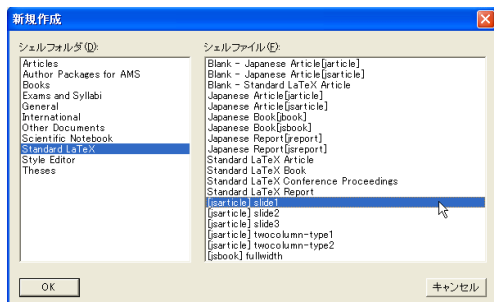 新規作成
シェルフォルダ(D):
Articles
Author Packages for AMS
Books
Exams and Syllabi
General
International
Other Documents
Scientific Notebook
Standard LaTeX
Style Editor
Theses
シェルファイル(F):
Blank - Japanese Article[jarticle]
Blank - Japanese Article[jsarticle]
Blank - Standard LaTeX Article
Japanese Article[jarticle]
Japanese Article[jsarticle]
Japanese Book[jbook]
Japanese Book[jsbook]
Japanese Report[jreport]
Japanese Report[jsreport]
Standard LaTeX Article
Standard LaTeX Book
Standard LaTeX Conference Proceedings
Standard LaTeX Report
[jsarticle] slide1
[jsarticle] slide2
[jsarticle] slide3
[jsarticle] twocolumn-type1
[jsarticle] twocolumn-type2
[jsbook] fullwidth
OK
キャンセル